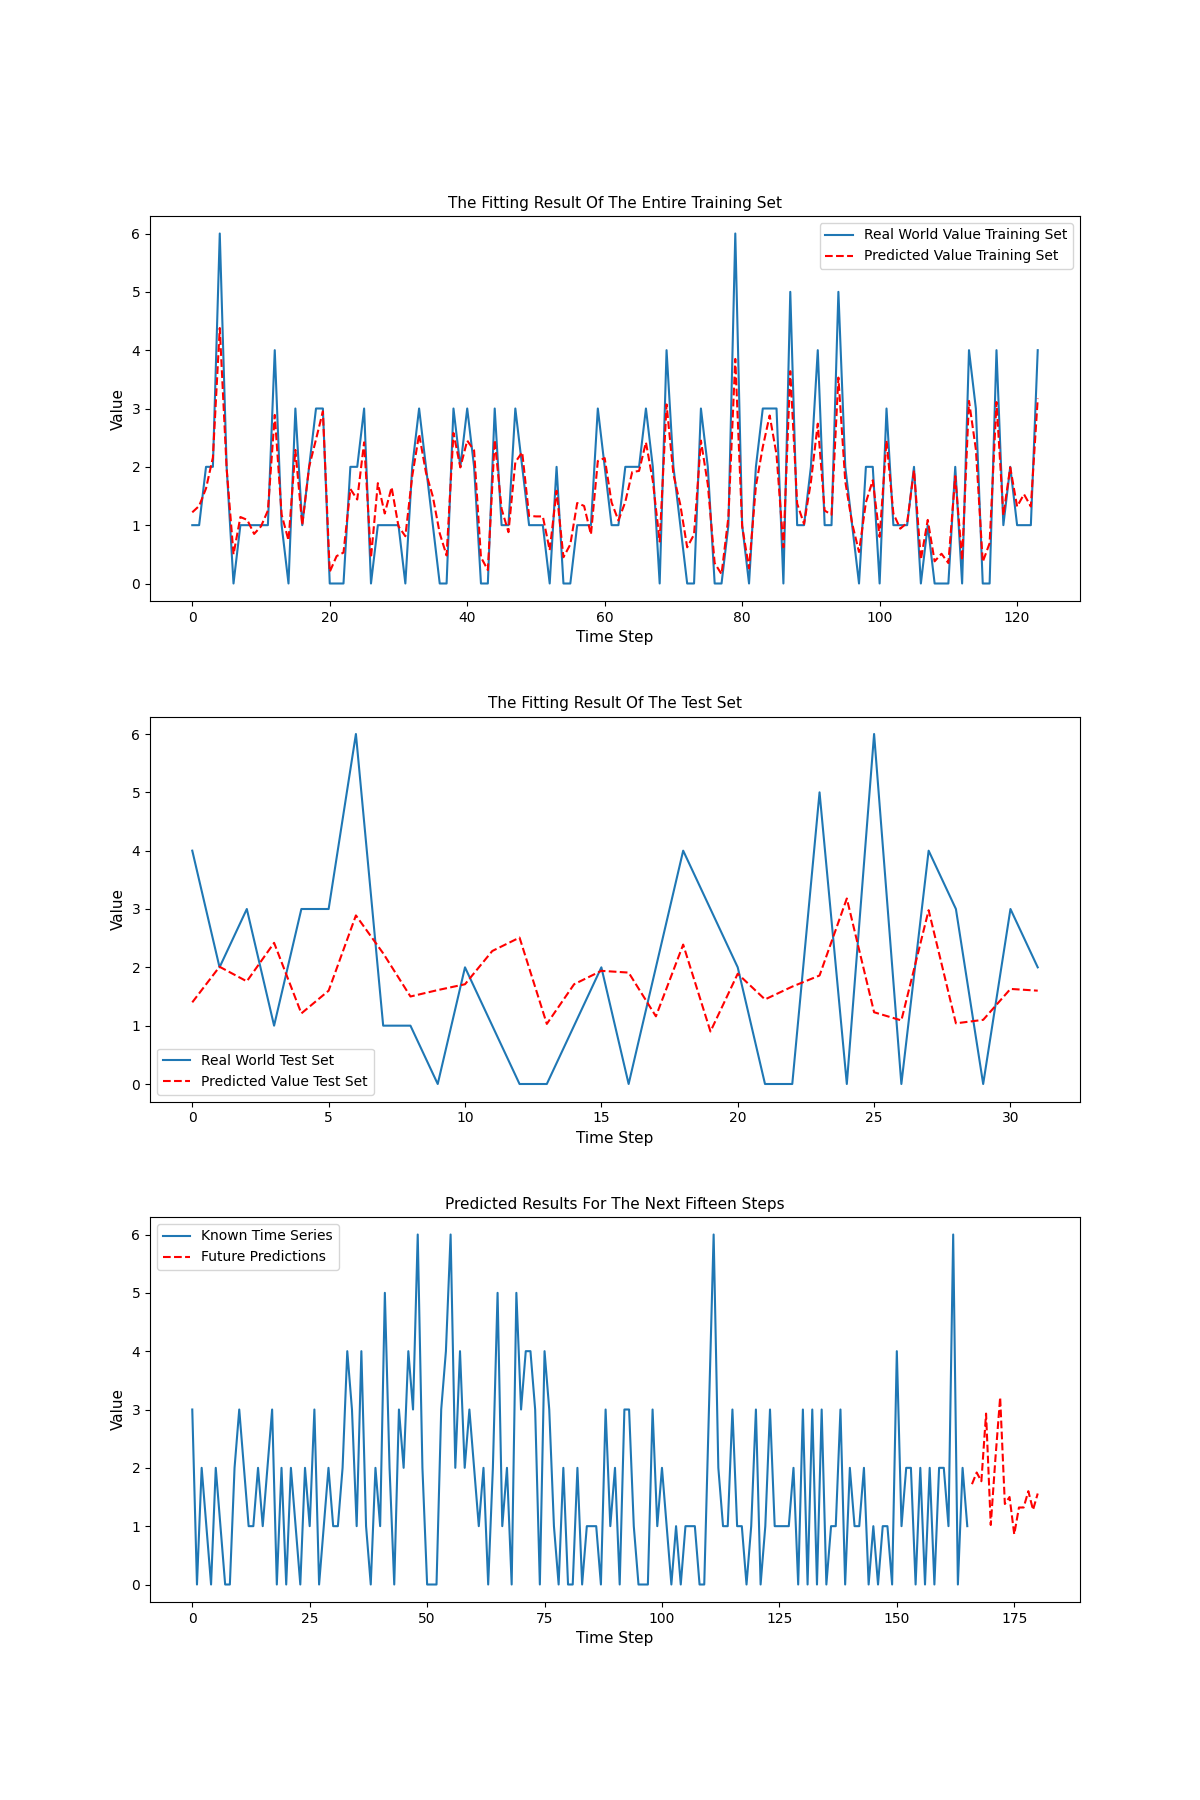 The Fitting Result Of The Entire Training Set
Real World Value Training Set
Predicted Value Training Set
Value
6
5
4
3
2
1
0
0 20 40 60 80 100 120
Time Step
The Fitting Result Of The Test Set
Value
6
5
4
3
2
1
0
Real World Test Set
Predicted Value Test Set
0 5 10 15 20 25 30
Time Step
Predicted Results For The Next Fifteen Steps
Known Time Series
Future Predictions
Value
6
5
4
3
2
1
0
0 25 50 75 100 125 150 175
Time Step